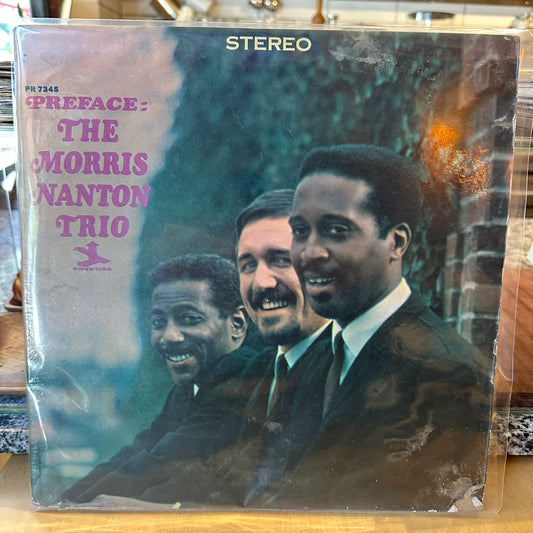 STEREO
PR 7345
PREFACE:
THE
MORRIS
NANTON
TRIO
PRESTIGE